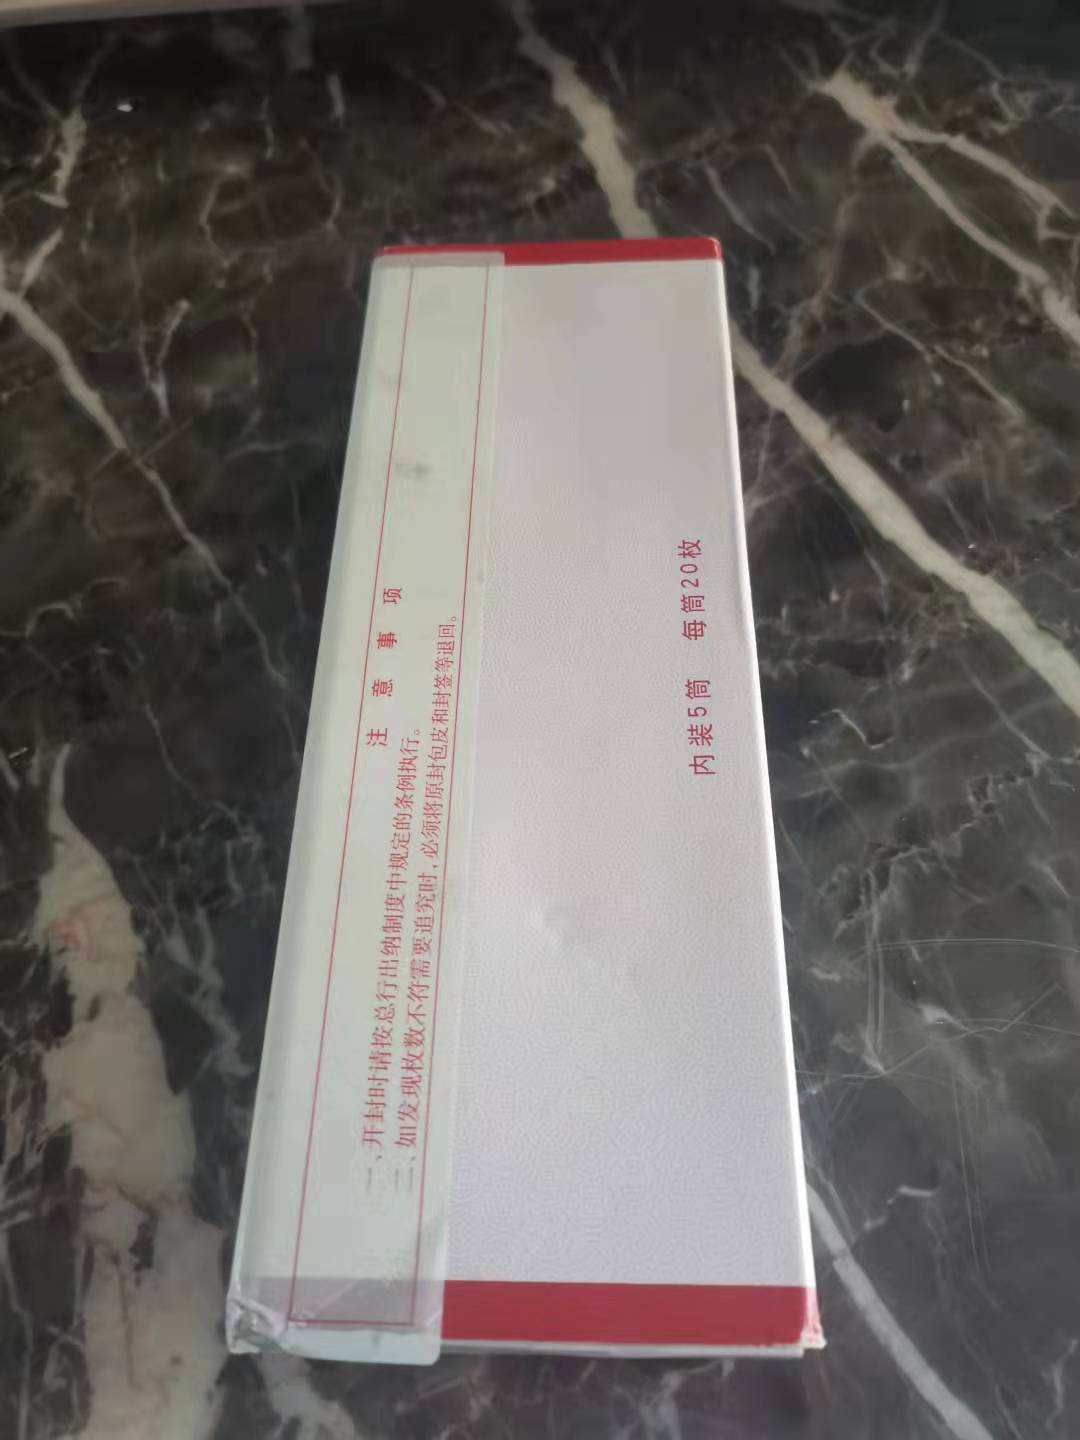 注意事项
一、开封时请按总行出纳制度中规定的条例执行。
二、如发现枚数不符需要追究时，必须将原封包皮和封签等退回。
内装5筒 每筒20枚